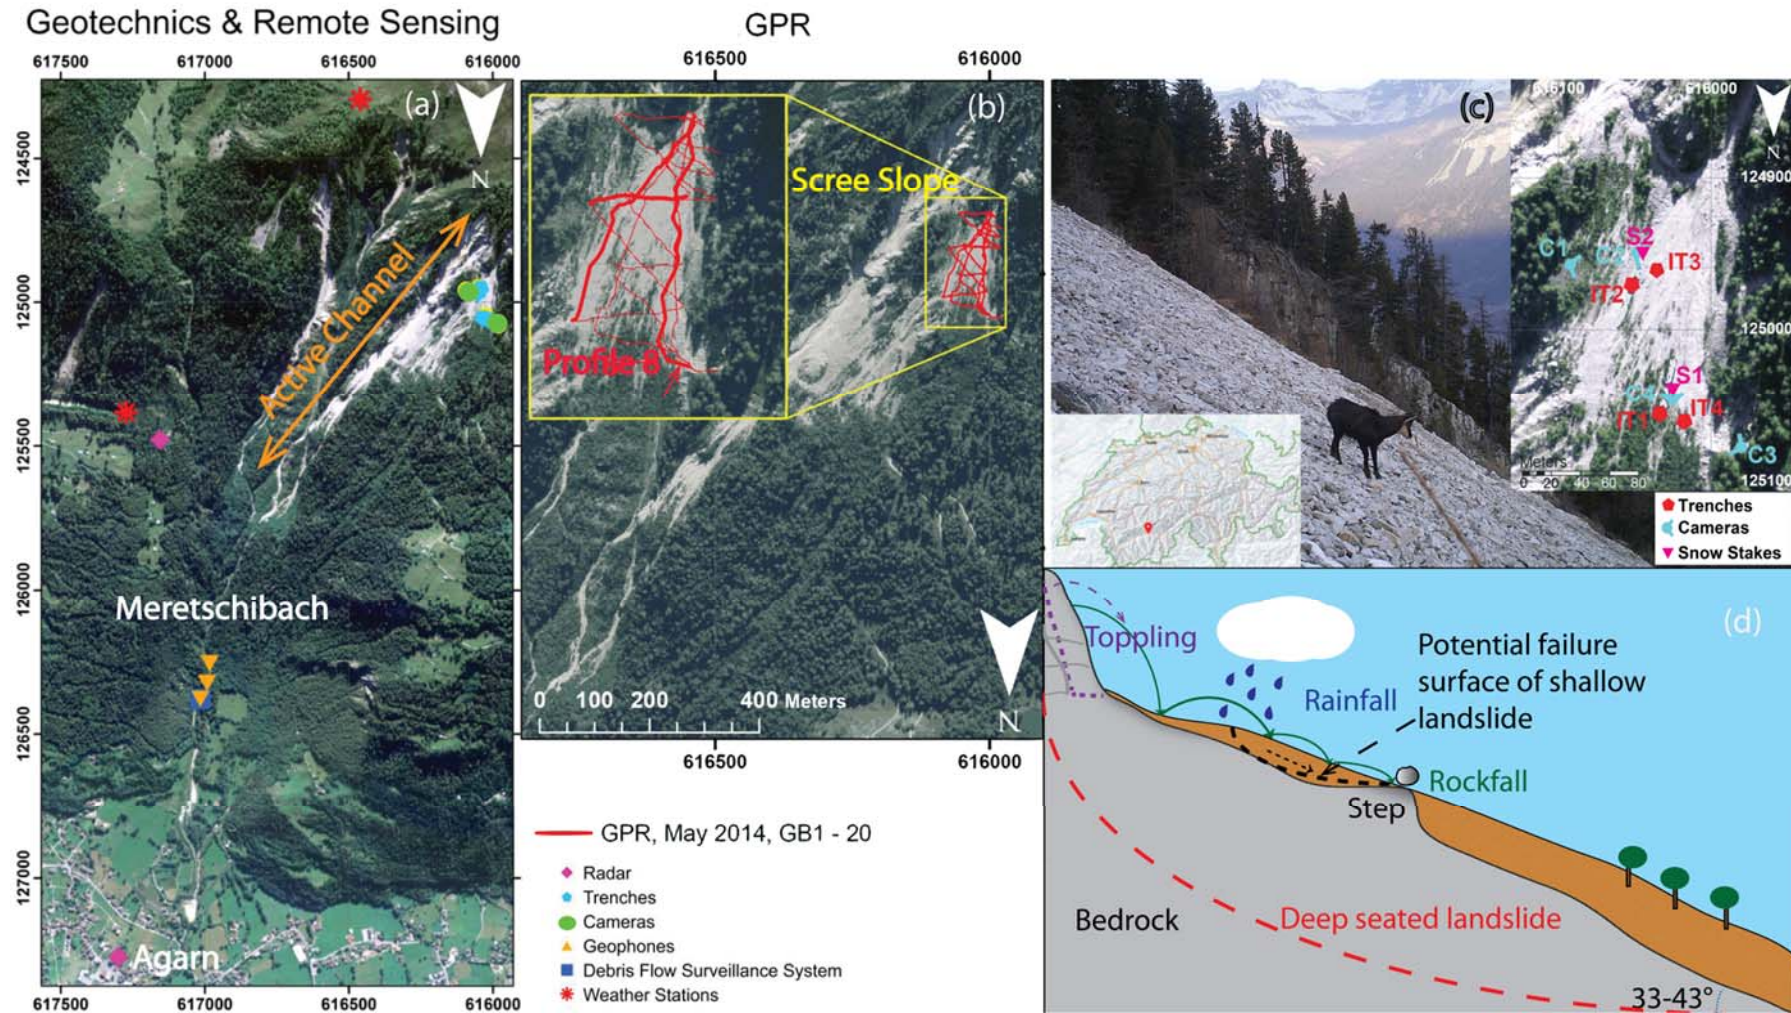 Geotechnics & Remote Sensing
617500
617000
616500
616000
124500
125000
125500
126000
126500
127000
(a)
N
Active Channel
Meretschibach
Agarn
617500
617000
616500
616000
GPR
616500
616000
(b)
Scree Slope
Profile 8
0 100 200 400 Meters
N
616500
616000
GPR, May 2014, GB1 - 20
Radar
Trenches
Cameras
Geophones
Debris Flow Surveillance System
Weather Stations
(c)
616100
616000
N
124900
125000
125100
C1
C2
S2
IT3
IT2
S1
C4
IT1
IT4
C3
Meters
0 20 40 60 80
Trenches
Cameras
Snow Stakes
(d)
Toppling
Rainfall
Potential failure
surface of shallow
landslide
Rockfall
Step
Bedrock
Deep seated landslide
33-43°